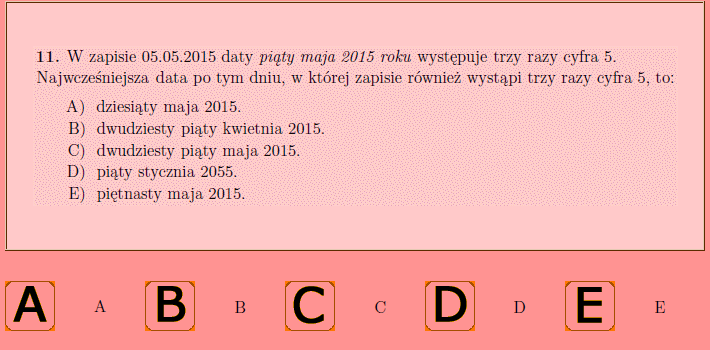 11. W zapisie 05.05.2015 daty piąty maja 2015 roku występuje trzy razy cyfra 5.
Najwcześniejsza data po tym dniu, w której zapisie również wystąpi trzy razy cyfra 5, to:
A) dziesiąty maja 2015.
B) dwudziesty piąty kwietnia 2015.
C) dwudziesty piąty maja 2015.
D) piąty stycznia 2055.
E) piętnasty maja 2015.
A A B B C C D D E E